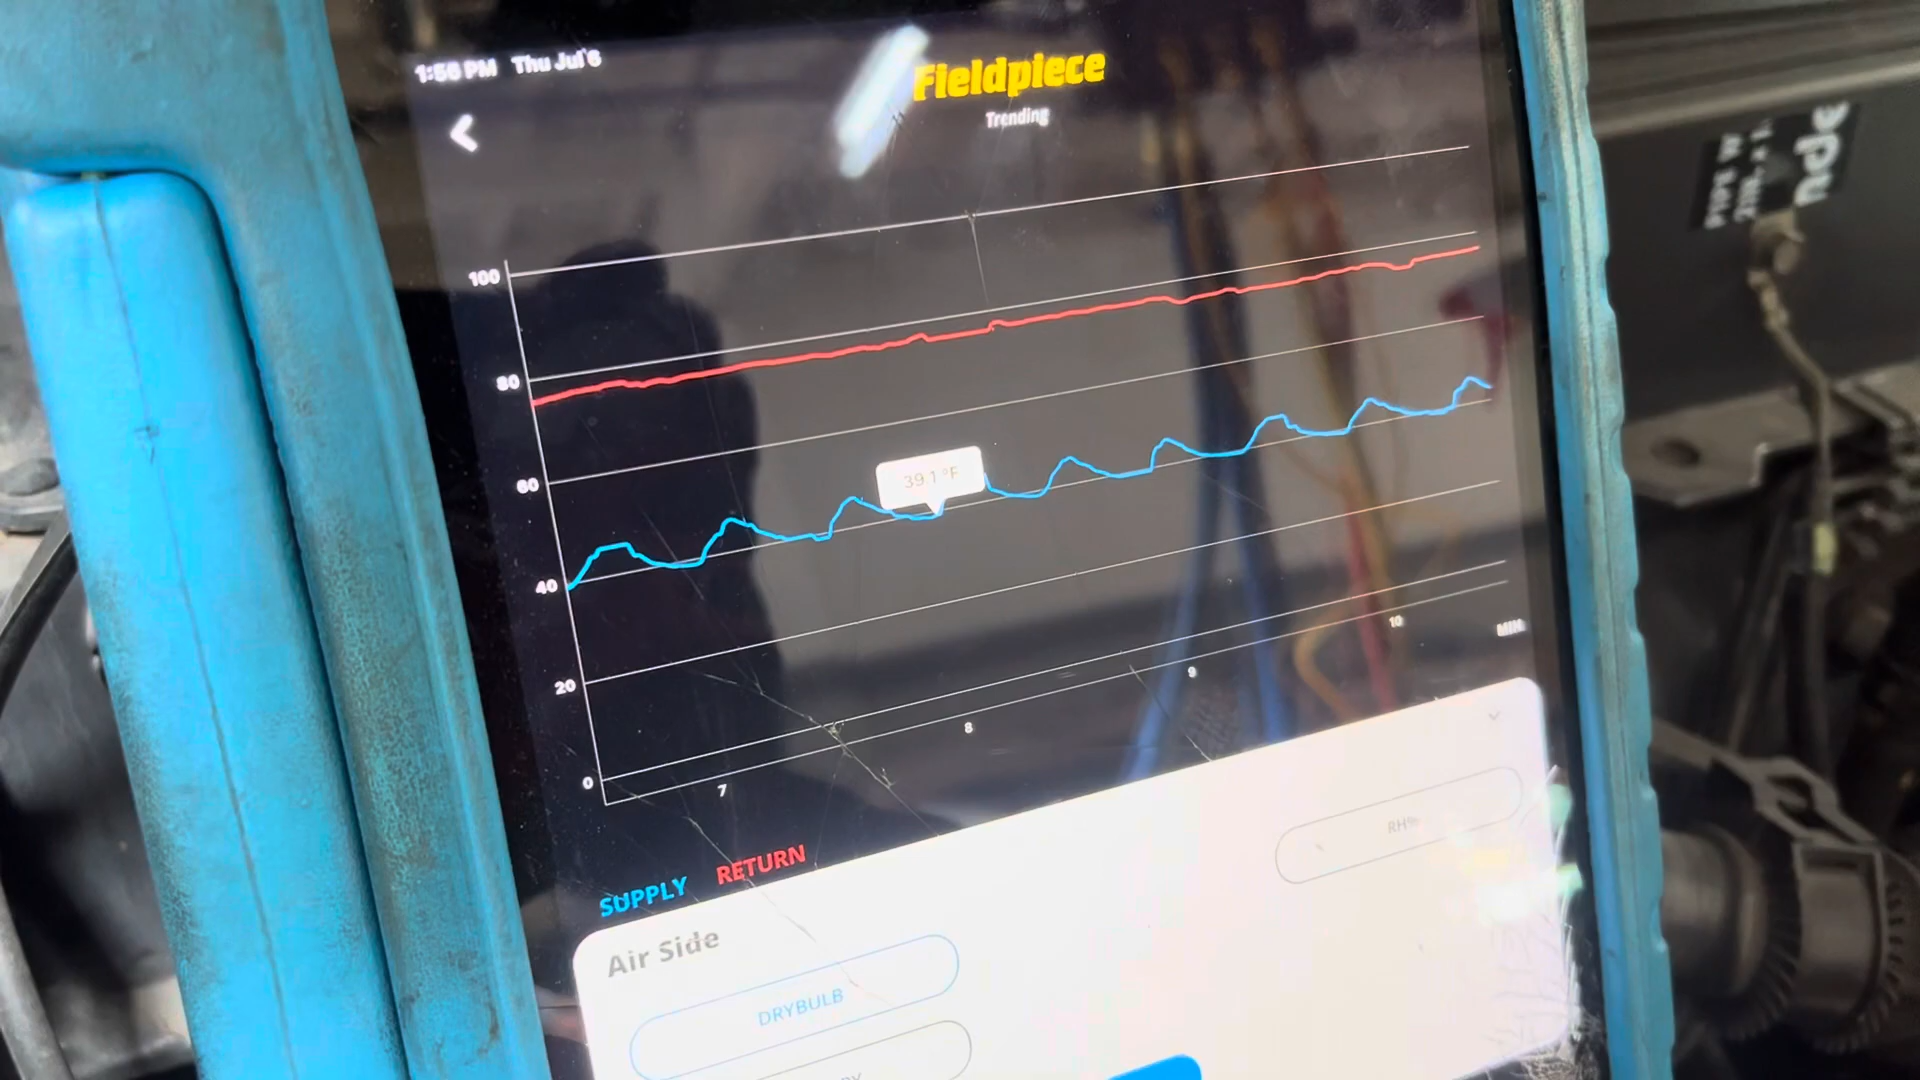 1:56 PM Thu Jul 6
Fieldpiece
Trending
100
80
60
40
20
0
39.1 °F
7
8
9
10
MIN
SUPPLY RETURN
Air Side
RH%
DRYBULB